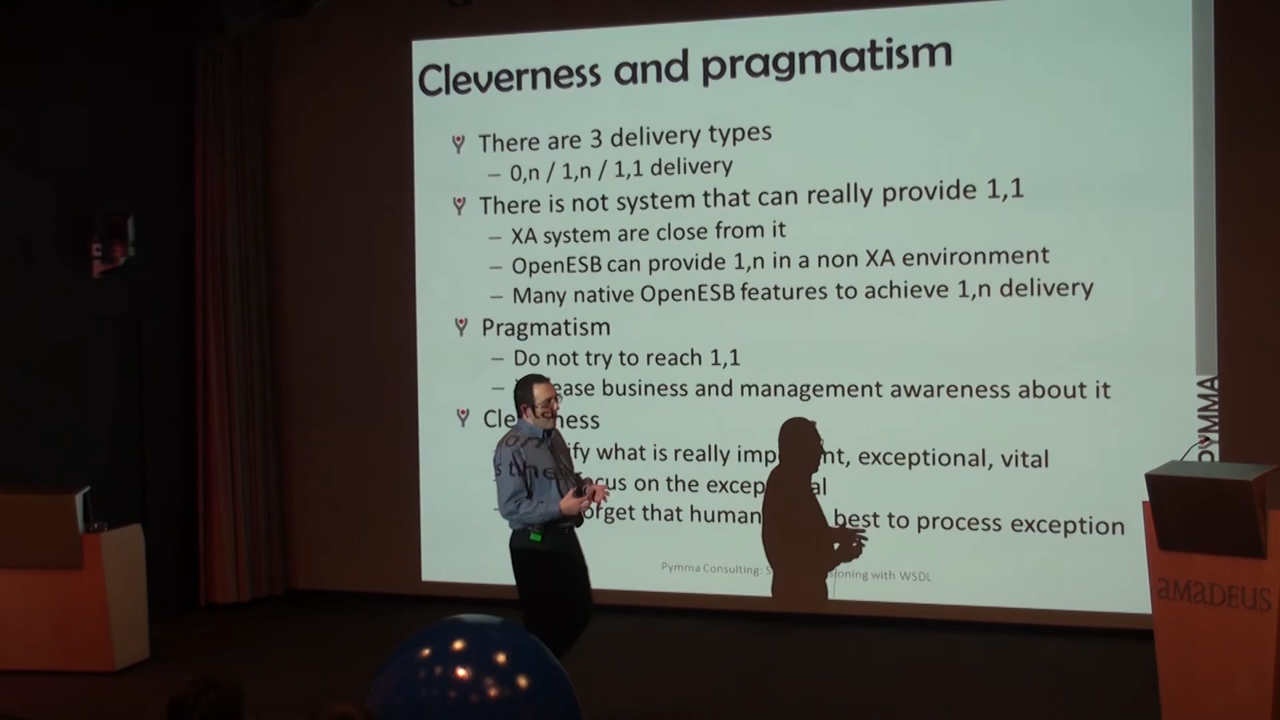 Cleverness and pragmatism
There are 3 delivery types
– 0,n / 1,n / 1,1 delivery
There is not system that can really provide 1,1
– XA system are close from it
– OpenESB can provide 1,n in a non XA environment
– Many native OpenESB features to achieve 1,n delivery
Pragmatism
– Do not try to reach 1,1
– ease business and management awareness about it
Cle ness
ify what is really imp nt, exceptional, vital
cus on the excep al
orget that human best to process exception
Pymma Consulting: S ioning with WSDL
PYMMA
amadeus